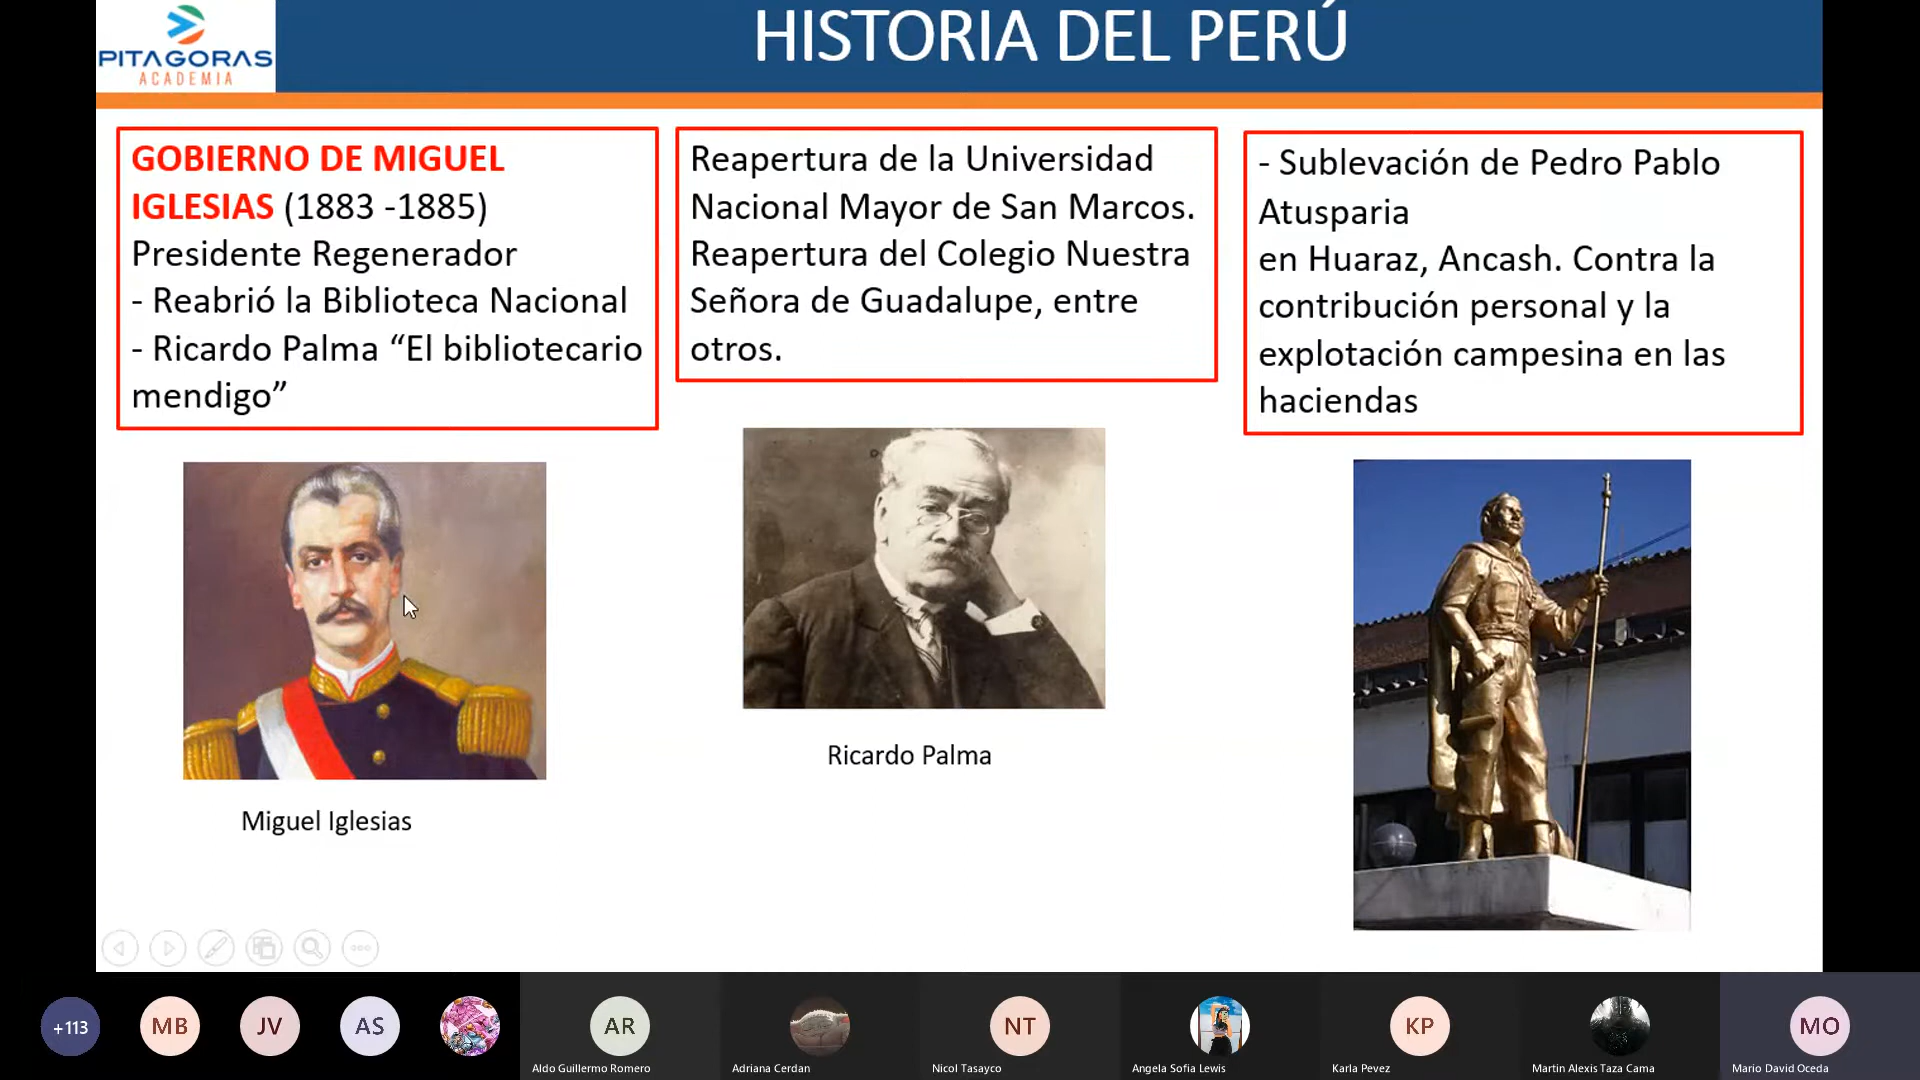 PITAGORAS
ACADEMIA
HISTORIA DEL PERÚ
GOBIERNO DE MIGUEL
IGLESIAS (1883 -1885)
Presidente Regenerador
- Reabrió la Biblioteca Nacional
- Ricardo Palma “El bibliotecario
mendigo”
Reapertura de la Universidad
Nacional Mayor de San Marcos.
Reapertura del Colegio Nuestra
Señora de Guadalupe, entre
otros.
- Sublevación de Pedro Pablo
Atusparia
en Huaraz, Ancash. Contra la
contribución personal y la
explotación campesina en las
haciendas
Miguel Iglesias
Ricardo Palma
+113
MB
JV
AS
AR
Aldo Guillermo Romero
Adriana Cerdan
NT
Nicol Tasayco
Angela Sofia Lewis
KP
Karla Pevez
Martin Alexis Taza Cama
MO
Mario David Oceda